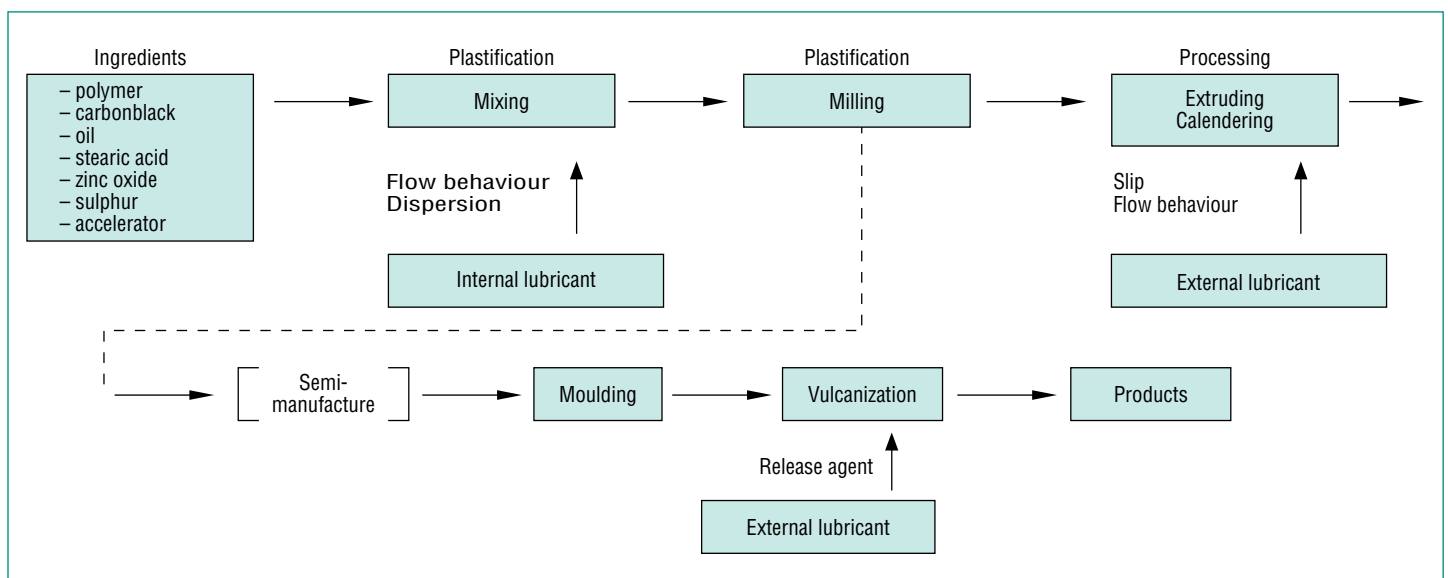 Ingredients
– polymer
– carbonblack
– oil
– stearic acid
– zinc oxide
– sulphur
– accelerator
Plastification
Mixing
Flow behaviour
Dispersion
Internal lubricant
Plastification
Milling
Processing
Extruding
Calendering
Slip
Flow behaviour
External lubricant
Semi-
manufacture
Moulding
Vulcanization
Products
Release agent
External lubricant